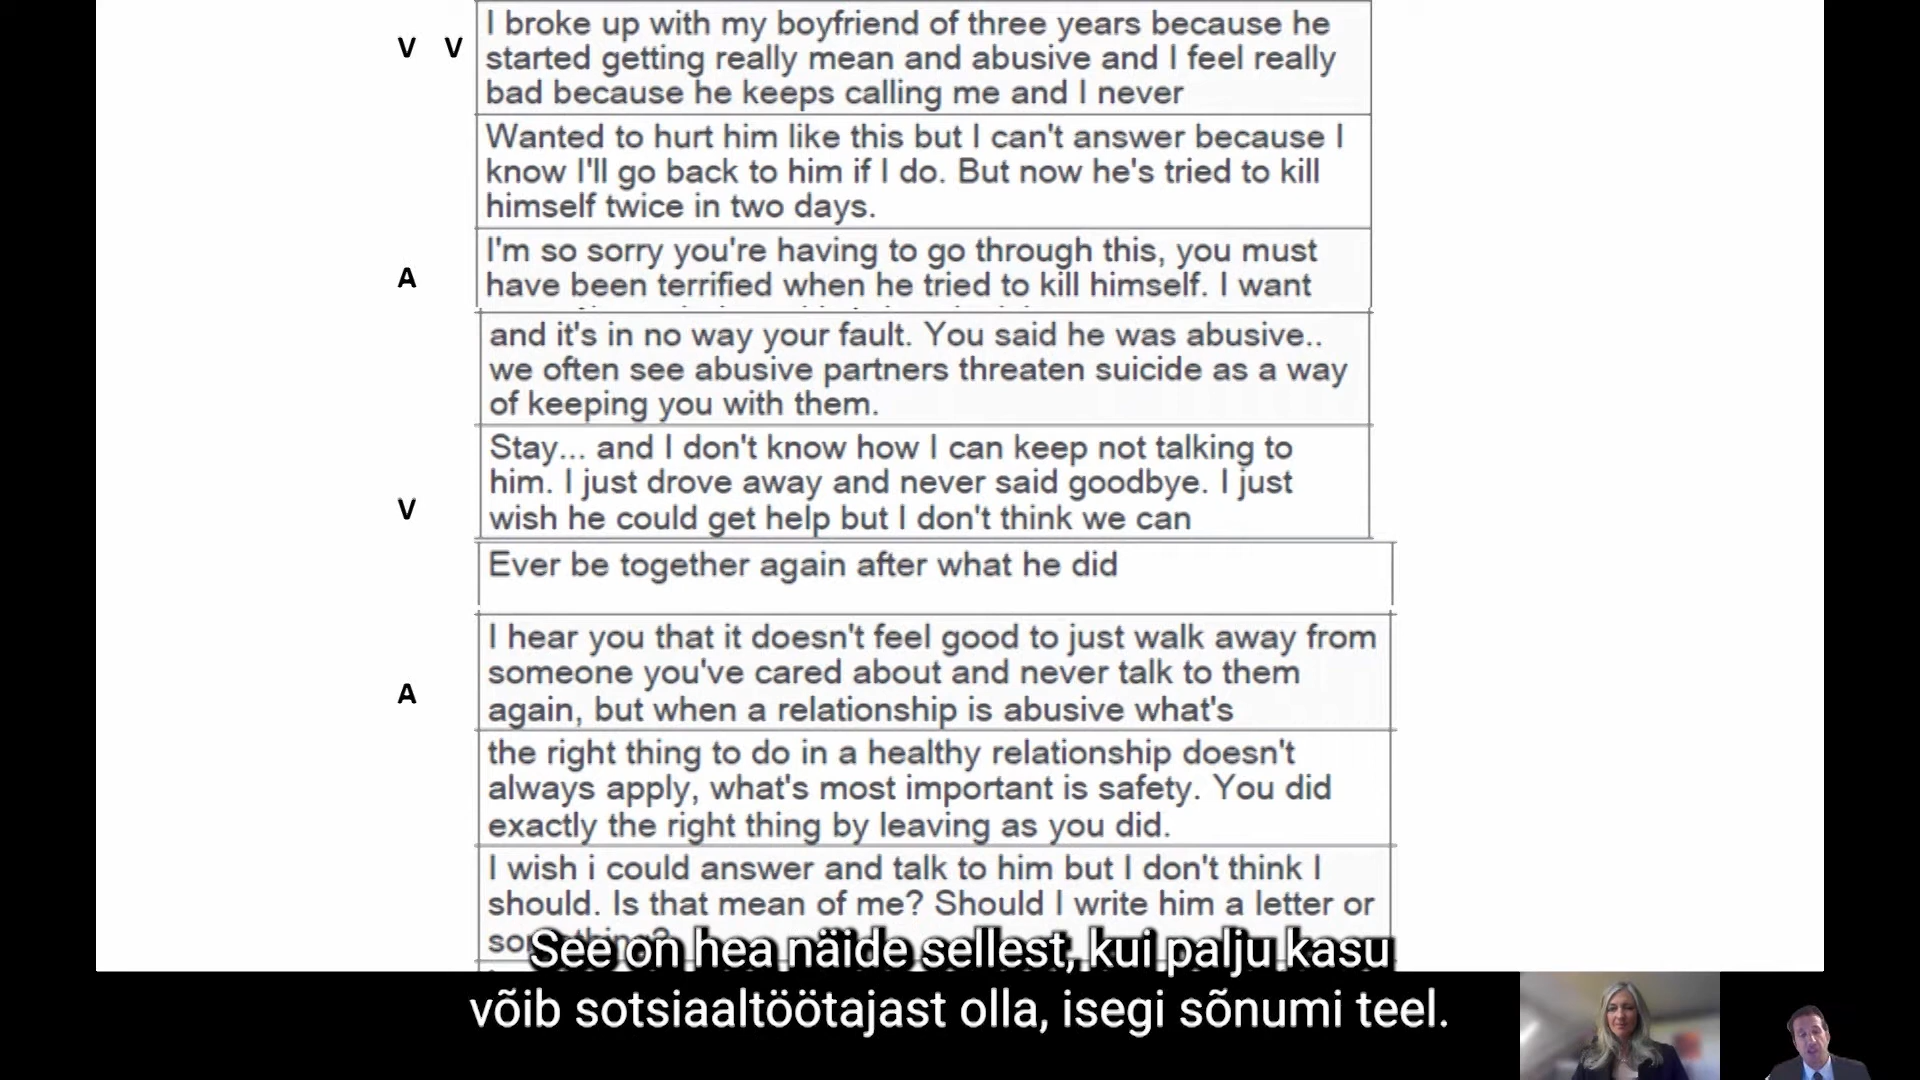 V V
I broke up with my boyfriend of three years because he
started getting really mean and abusive and I feel really
bad because he keeps calling me and I never
Wanted to hurt him like this but I can't answer because I
know I'll go back to him if I do. But now he's tried to kill
himself twice in two days.
A
I'm so sorry you're having to go through this, you must
have been terrified when he tried to kill himself. I want
and it's in no way your fault. You said he was abusive..
we often see abusive partners threaten suicide as a way
of keeping you with them.
V
Stay... and I don't know how I can keep not talking to
him. I just drove away and never said goodbye. I just
wish he could get help but I don't think we can
Ever be together again after what he did
A
I hear you that it doesn't feel good to just walk away from
someone you've cared about and never talk to them
again, but when a relationship is abusive what's
the right thing to do in a healthy relationship doesn't
always apply, what's most important is safety. You did
exactly the right thing by leaving as you did.
I wish i could answer and talk to him but I don't think I
should. Is that mean of me? Should I write him a letter or
something?
See on hea näide sellest, kui palju kasu
võib sotsiaaltöötajast olla, isegi sõnumi teel.